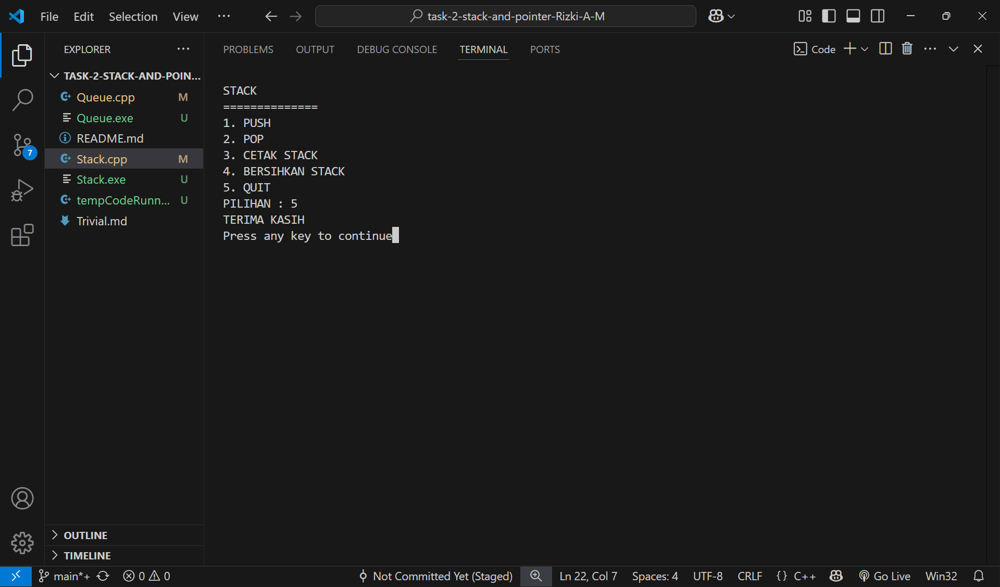 File Edit Selection View ···
task-2-stack-and-pointer-Rizki-A-M
EXPLORER ···
TASK-2-STACK-AND-POIN...
Queue.cpp M
Queue.exe U
README.md
Stack.cpp M
Stack.exe U
tempCodeRunn... U
Trivial.md
7
OUTLINE
TIMELINE
PROBLEMS OUTPUT DEBUG CONSOLE TERMINAL PORTS
Code
STACK
==============
1. PUSH
2. POP
3. CETAK STACK
4. BERSIHKAN STACK
5. QUIT
PILIHAN : 5
TERIMA KASIH
Press any key to continue
main*+ 0 0 Not Committed Yet (Staged) Ln 22, Col 7 Spaces: 4 UTF-8 CRLF {} C++ Go Live Win32